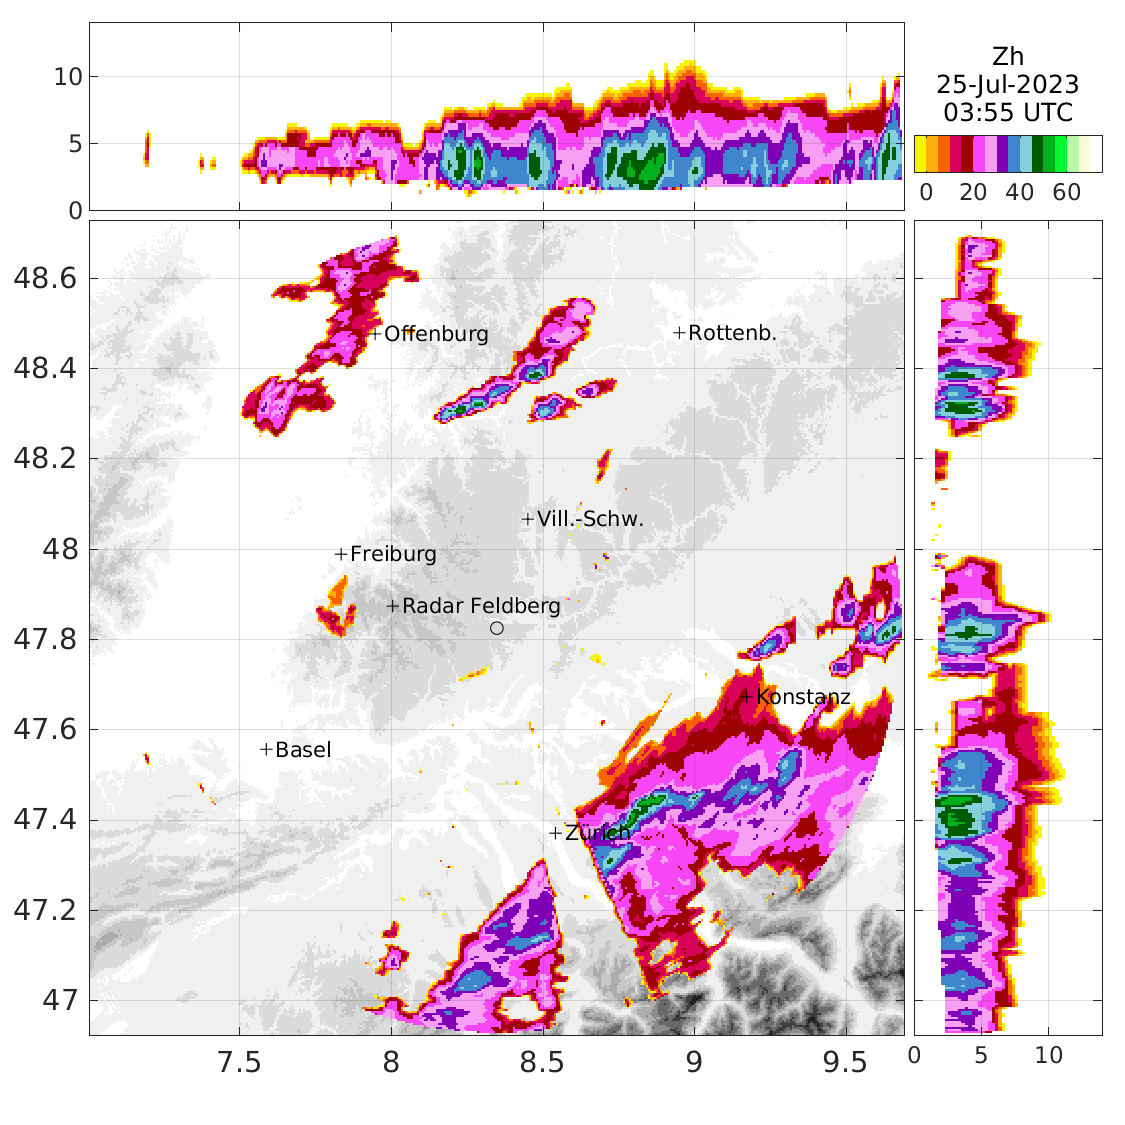 10
5
0
Zh
25-Jul-2023
03:55 UTC
0 20 40 60
48.6
48.4
48.2
48
47.8
47.6
47.4
47.2
47
Offenburg
Rottenb.
Vill.-Schw.
Freiburg
Radar Feldberg
Konstanz
Basel
Zürich
7.5 8 8.5 9 9.5
0 5 10